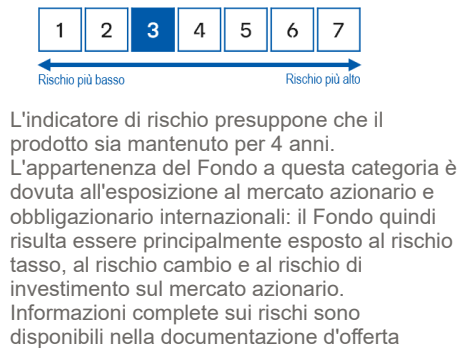 1 2 3 4 5 6 7
Rischio più basso Rischio più alto
L'indicatore di rischio presuppone che il
prodotto sia mantenuto per 4 anni.
L'appartenenza del Fondo a questa categoria è
dovuta all'esposizione al mercato azionario e
obbligazionario internazionali: il Fondo quindi
risulta essere principalmente esposto al rischio
tasso, al rischio cambio e al rischio di
investimento sul mercato azionario.
Informazioni complete sui rischi sono
disponibili nella documentazione d'offerta